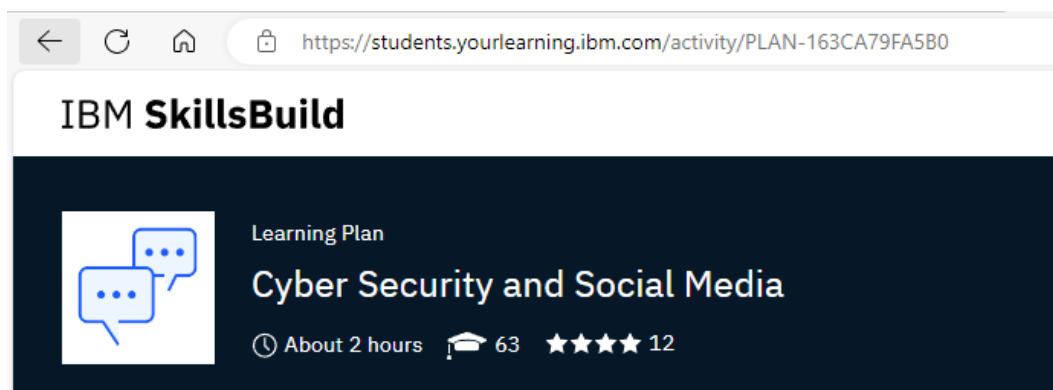 https://students.yourlearning.ibm.com/activity/PLAN-163CA79FA5B0
IBM SkillsBuild
Learning Plan
Cyber Security and Social Media
About 2 hours 63 12